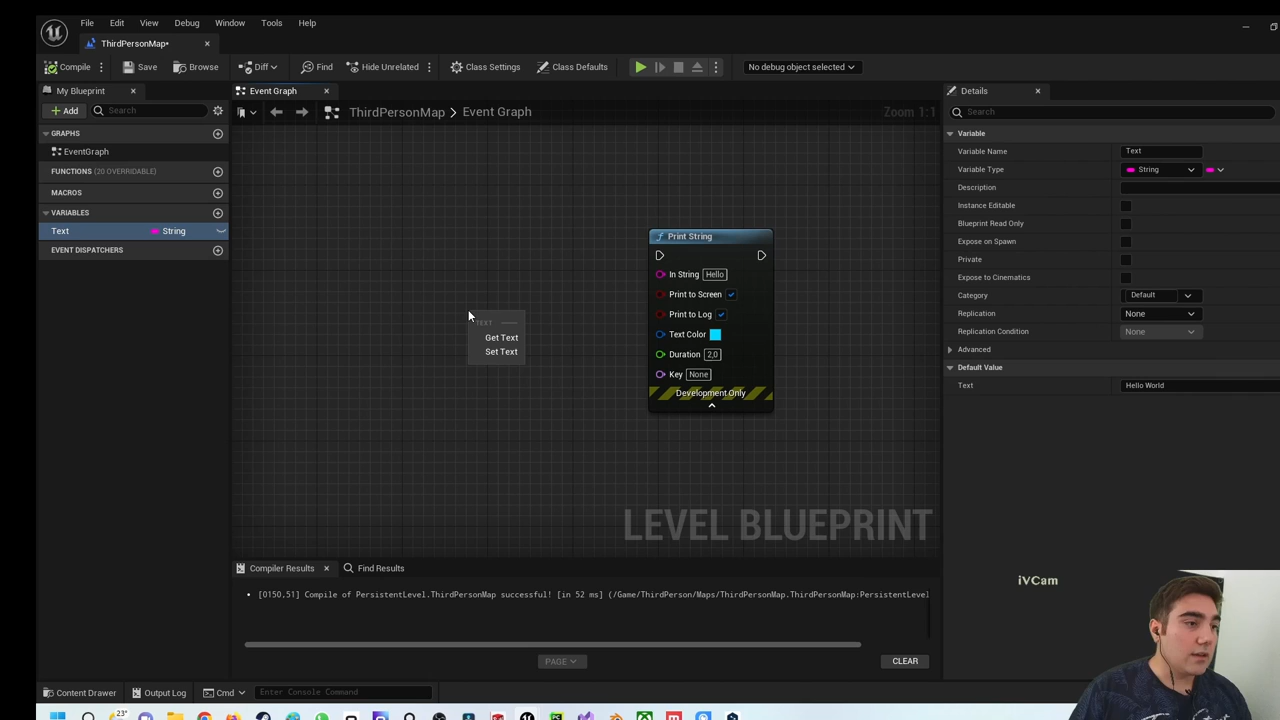 File Edit View Debug Window Tools Help
ThirdPersonMap•
Compile Save Browse Diff Find Hide Unrelated Class Settings Class Defaults No debug object selected
My Blueprint
Add Search
GRAPHS
EventGraph
FUNCTIONS (20 OVERRIDABLE)
MACROS
VARIABLES
Text String
EVENT DISPATCHERS
Event Graph
ThirdPersonMap > Event Graph Zoom 1:1
TEXT
Get Text
Set Text
Print String
In String Hello
Print to Screen
Print to Log
Text Color
Duration 2,0
Key None
Development Only
LEVEL BLUEPRINT
Compiler Results Find Results
• [0150,51] Compile of PersistentLevel.ThirdPersonMap successful! [in 52 ms] (/Game/ThirdPerson/Maps/ThirdPersonMap.ThirdPersonMap:PersistentLevel
PAGE CLEAR
Details
Search
Variable
Variable Name Text
Variable Type String
Description
Instance Editable
Blueprint Read Only
Expose on Spawn
Private
Expose to Cinematics
Category Default
Replication None
Replication Condition None
Advanced
Default Value
Text Hello World
iVCam
Content Drawer Output Log Cmd Enter Console Command
23°